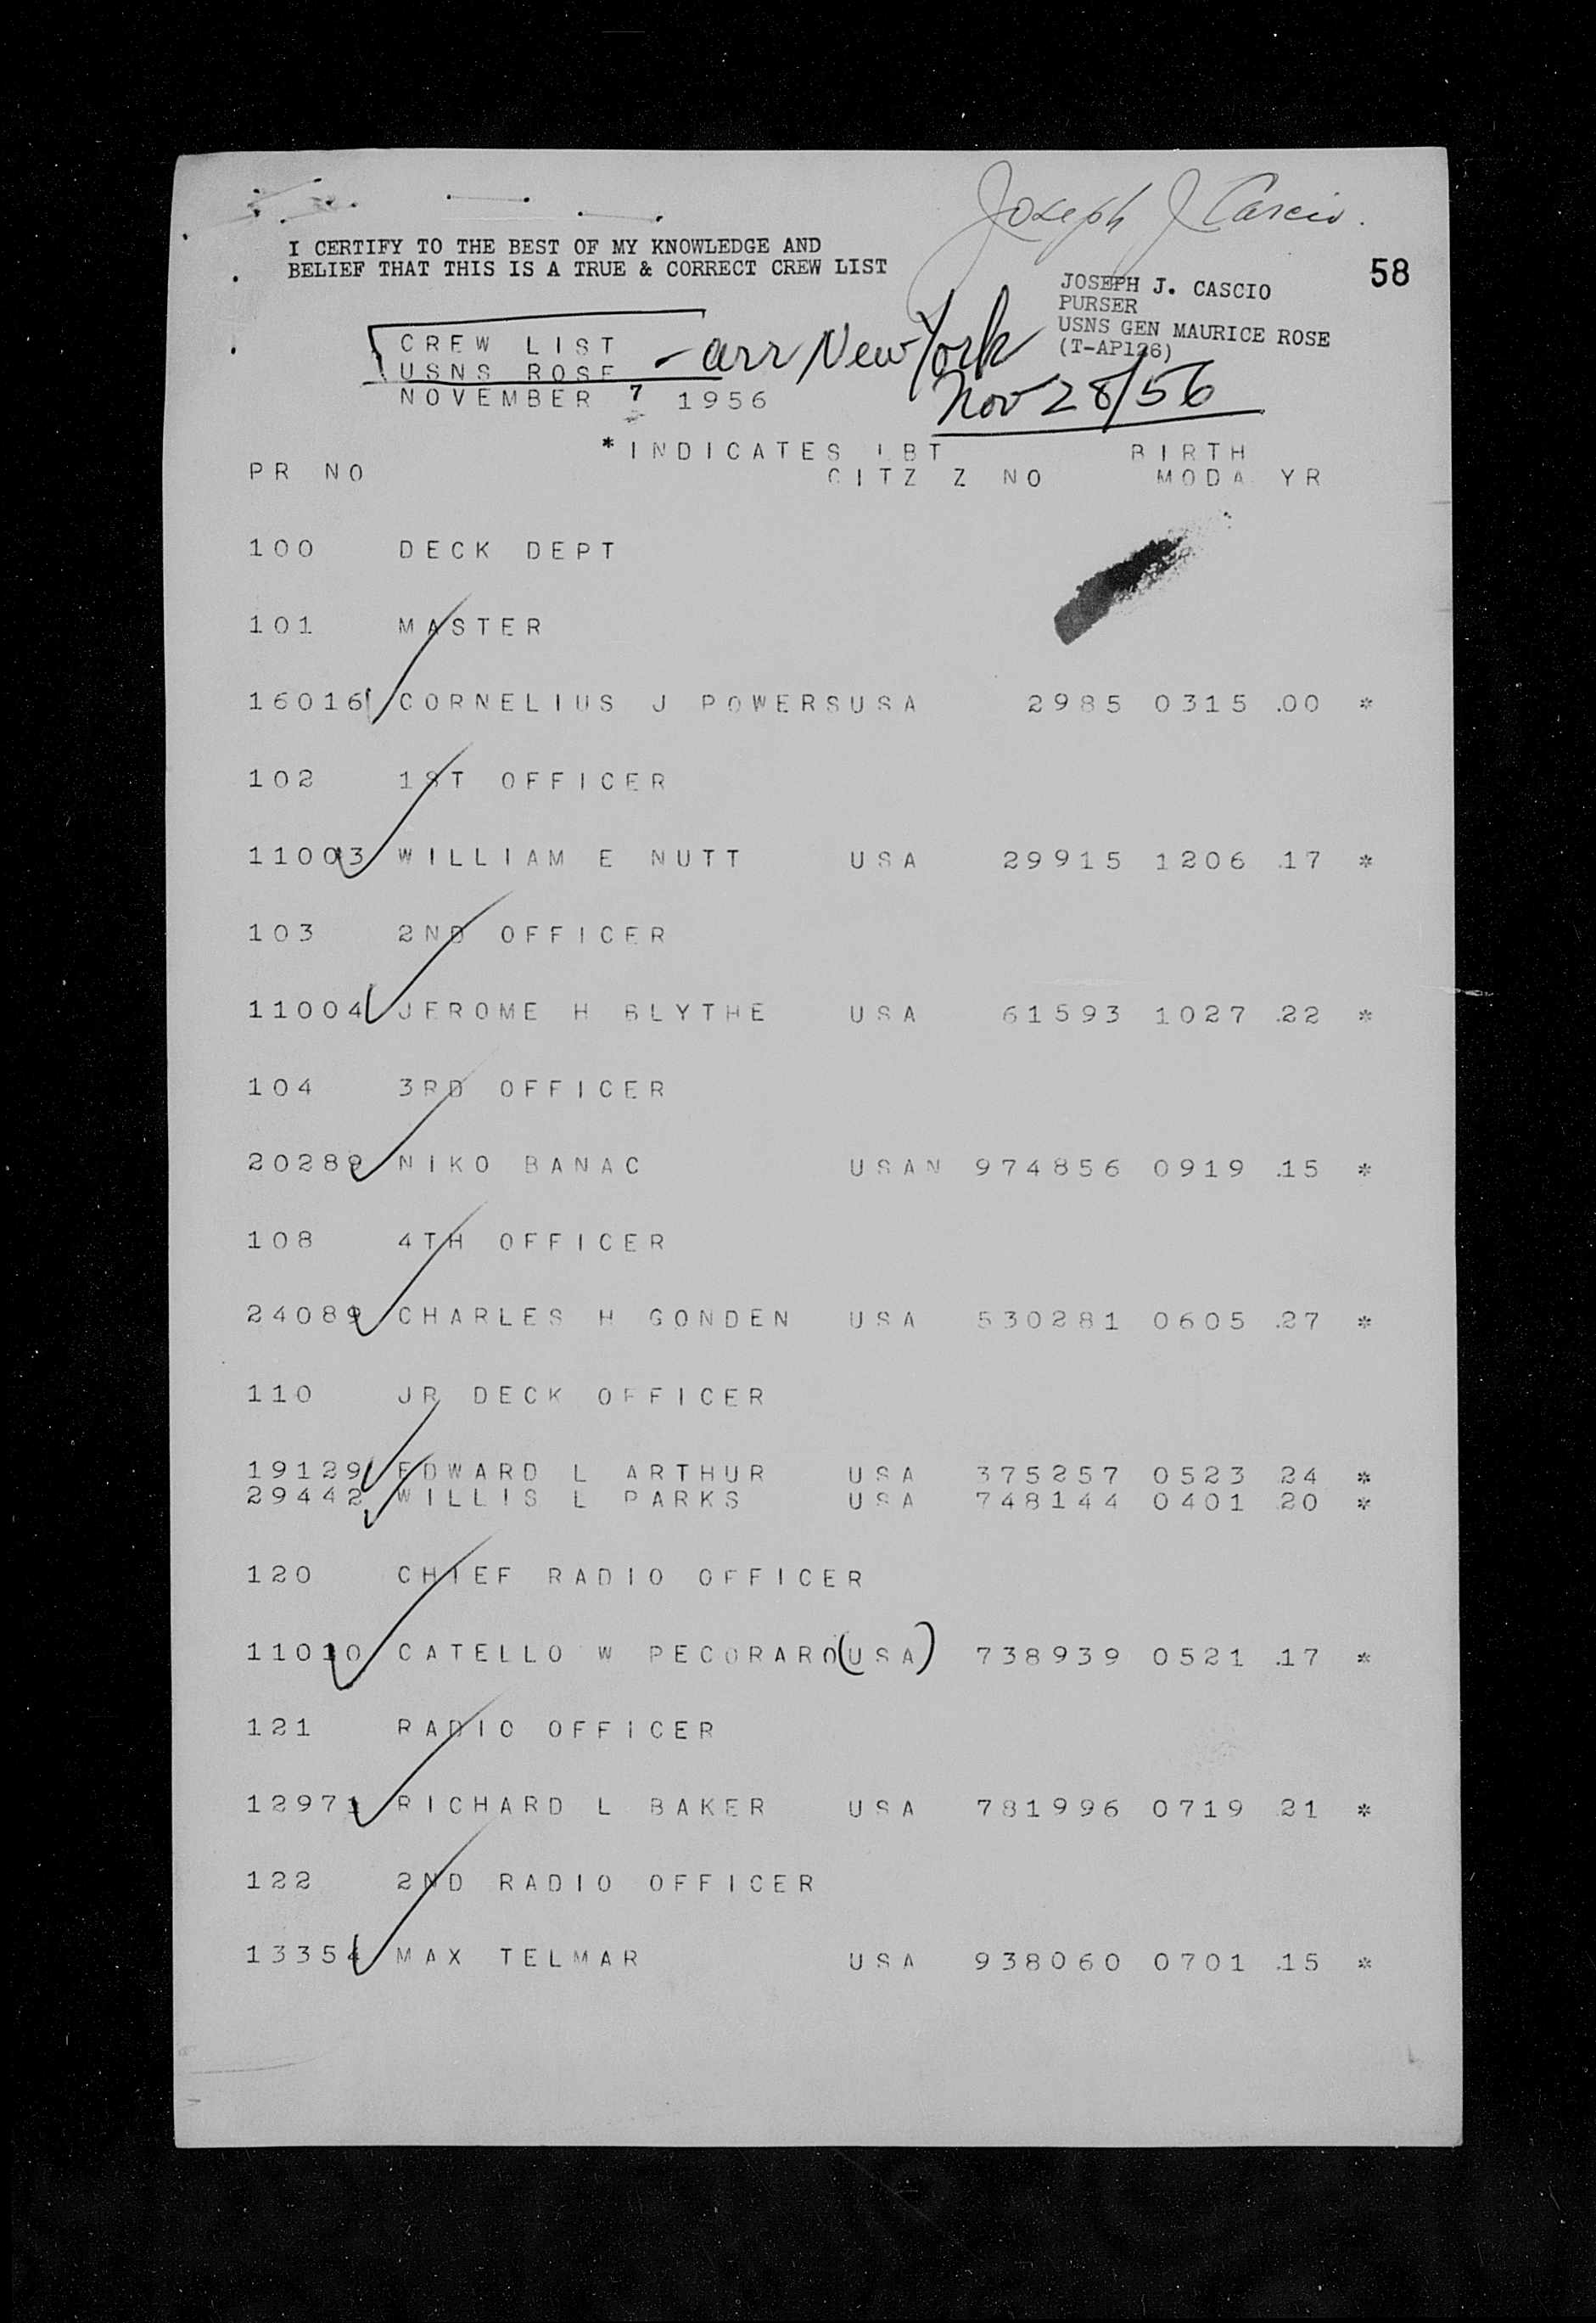 Joseph J Cascio.
I CERTIFY TO THE BEST OF MY KNOWLEDGE AND
BELIEF THAT THIS IS A TRUE & CORRECT CREW LIST
58
JOSEPH J. CASCIO
PURSER
USNS GEN MAURICE ROSE
(T-AP126)
CREW LIST
USNS ROSE
- arr New York
Nov 28/56
NOVEMBER 7 1956
*INDICATES LBT BIRTH
PR NO CITZ Z NO MODA YR
100 DECK DEPT
101 MASTER
16016 CORNELIUS J POWERSUSA 2985 0315 .00 *
102 1ST OFFICER
11003 WILLIAM E NUTT USA 29915 1206 .17 *
103 2ND OFFICER
11004 JEROME H BLYTHE USA 61593 1027 .22 *
104 3RD OFFICER
20289 NIKO BANAC USAN 974856 0919 .15 *
108 4TH OFFICER
24089 CHARLES H GONDEN USA 530281 0605 .27 *
110 JR DECK OFFICER
19129 EDWARD L ARTHUR USA 375257 0523 24 *
29442 WILLIS L PARKS USA 748144 0401 20 *
120 CHIEF RADIO OFFICER
11010 CATELLO W PECORARO(USA) 738939 0521 .17 *
121 RADIO OFFICER
12971 RICHARD L BAKER USA 781996 0719 21 *
122 2ND RADIO OFFICER
13354 MAX TELMAR USA 938060 0701 .15 *